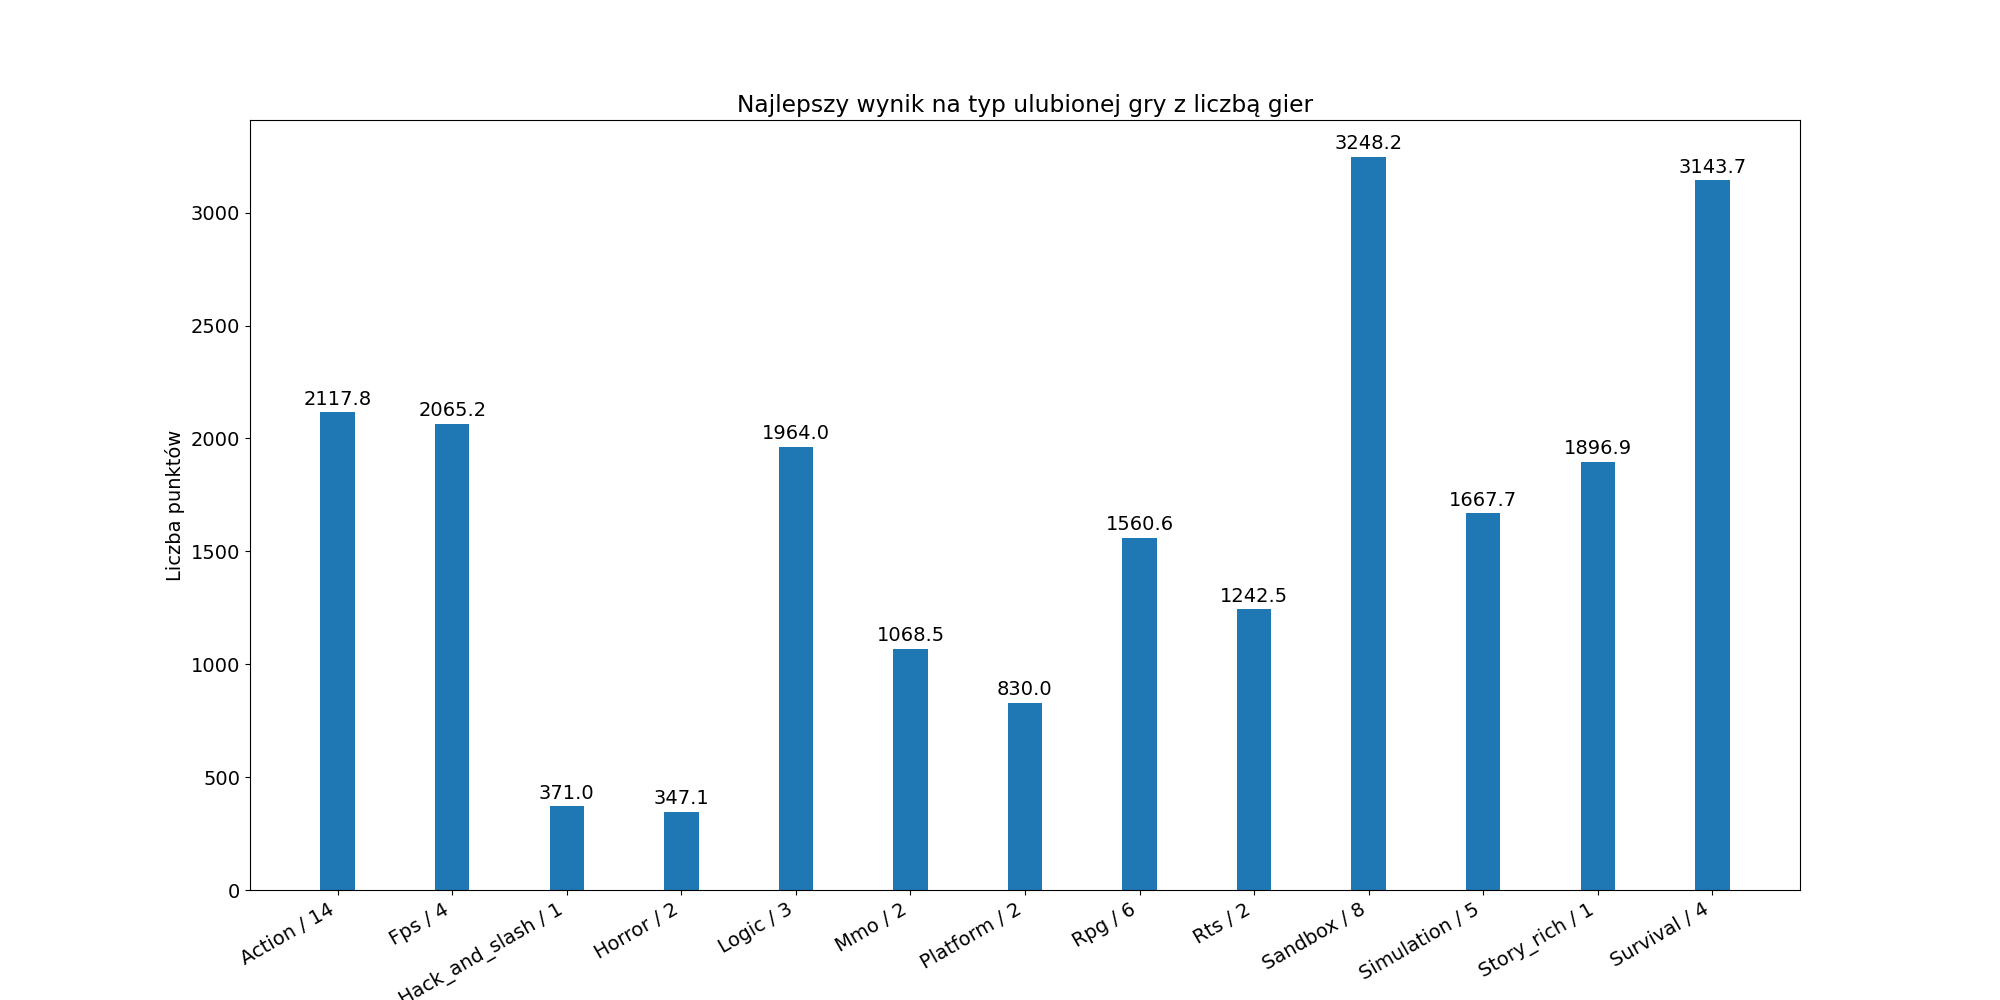 Najlepszy wynik na typ ulubionej gry z liczbą gier
Liczba punktów
3000
2500
2000
1500
1000
500
0
2117.8
2065.2
371.0
347.1
1964.0
1068.5
830.0
1560.6
1242.5
3248.2
1667.7
1896.9
3143.7
Action / 14
Fps / 4
Hack_and_slash / 1
Horror / 2
Logic / 3
Mmo / 2
Platform / 2
Rpg / 6
Rts / 2
Sandbox / 8
Simulation / 5
Story_rich / 1
Survival / 4